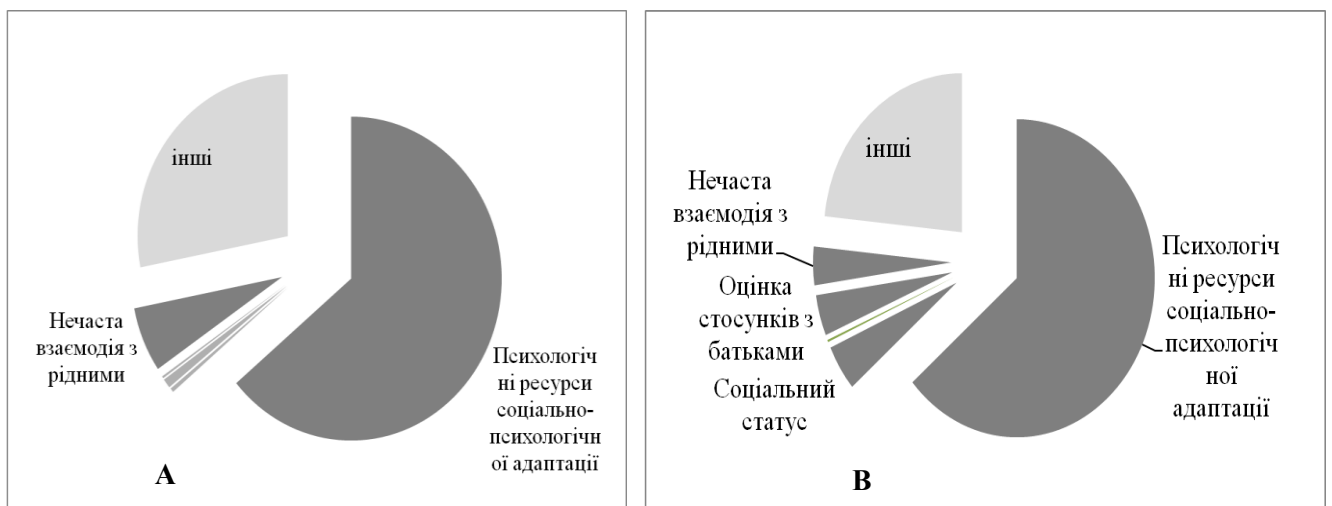 інші
Нечаста
взаємодія з
рідними
Психологіч
ні ресурси
соціально-
психологічн
ої адаптації
А
інші
Нечаста
взаємодія з
рідними
Оцінка
стосунків з
батьками
Соціальний
статус
Психологіч
ні ресурси
соціально-
психологіч
ної
адаптації
В